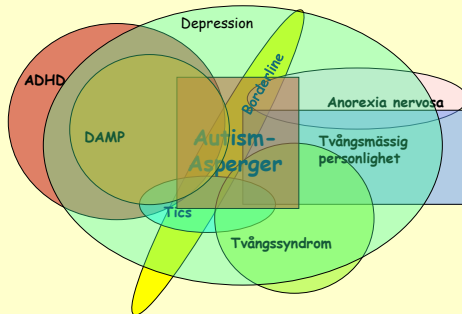 Depression
ADHD
Borderline
Anorexia nervosa
DAMP
Autism-
Asperger
Tvångsmässig
personlighet
Tics
Tvångssyndrom